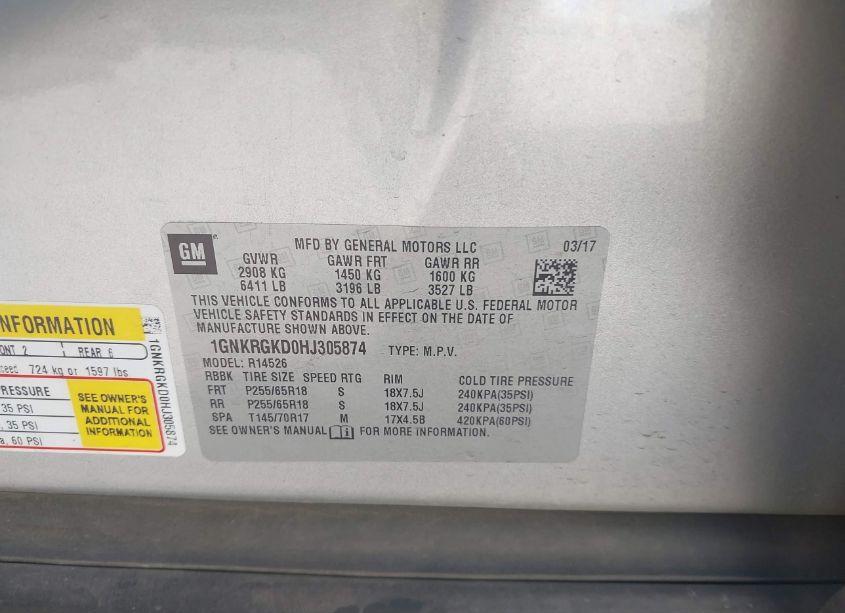 GM
MFD BY GENERAL MOTORS LLC 03/17
GVWR GAWR FRT GAWR RR
2908 KG 1450 KG 1600 KG
6411 LB 3196 LB 3527 LB
THIS VEHICLE CONFORMS TO ALL APPLICABLE U.S. FEDERAL MOTOR
VEHICLE SAFETY STANDARDS IN EFFECT ON THE DATE OF
MANUFACTURE SHOWN ABOVE.
1GNKRGKD0HJ305874 TYPE: M.P.V.
MODEL: R14526
RBBK TIRE SIZE SPEED RTG RIM COLD TIRE PRESSURE
FRT P255/65R18 S 18X7.5J 240KPA(35PSI)
RR P255/65R18 S 18X7.5J 240KPA(35PSI)
SPA T145/70R17 M 17X4.5B 420KPA(60PSI)
SEE OWNER'S MANUAL FOR MORE INFORMATION.
NFORMATION
ONT 2 REAR 6
ceed 724 kg or 1597 lbs
PRESSURE
35 PSI
, 35 PSI
a, 60 PSI
SEE OWNER'S
MANUAL FOR
ADDITIONAL
INFORMATION
1GNKRGKD0HJ305874